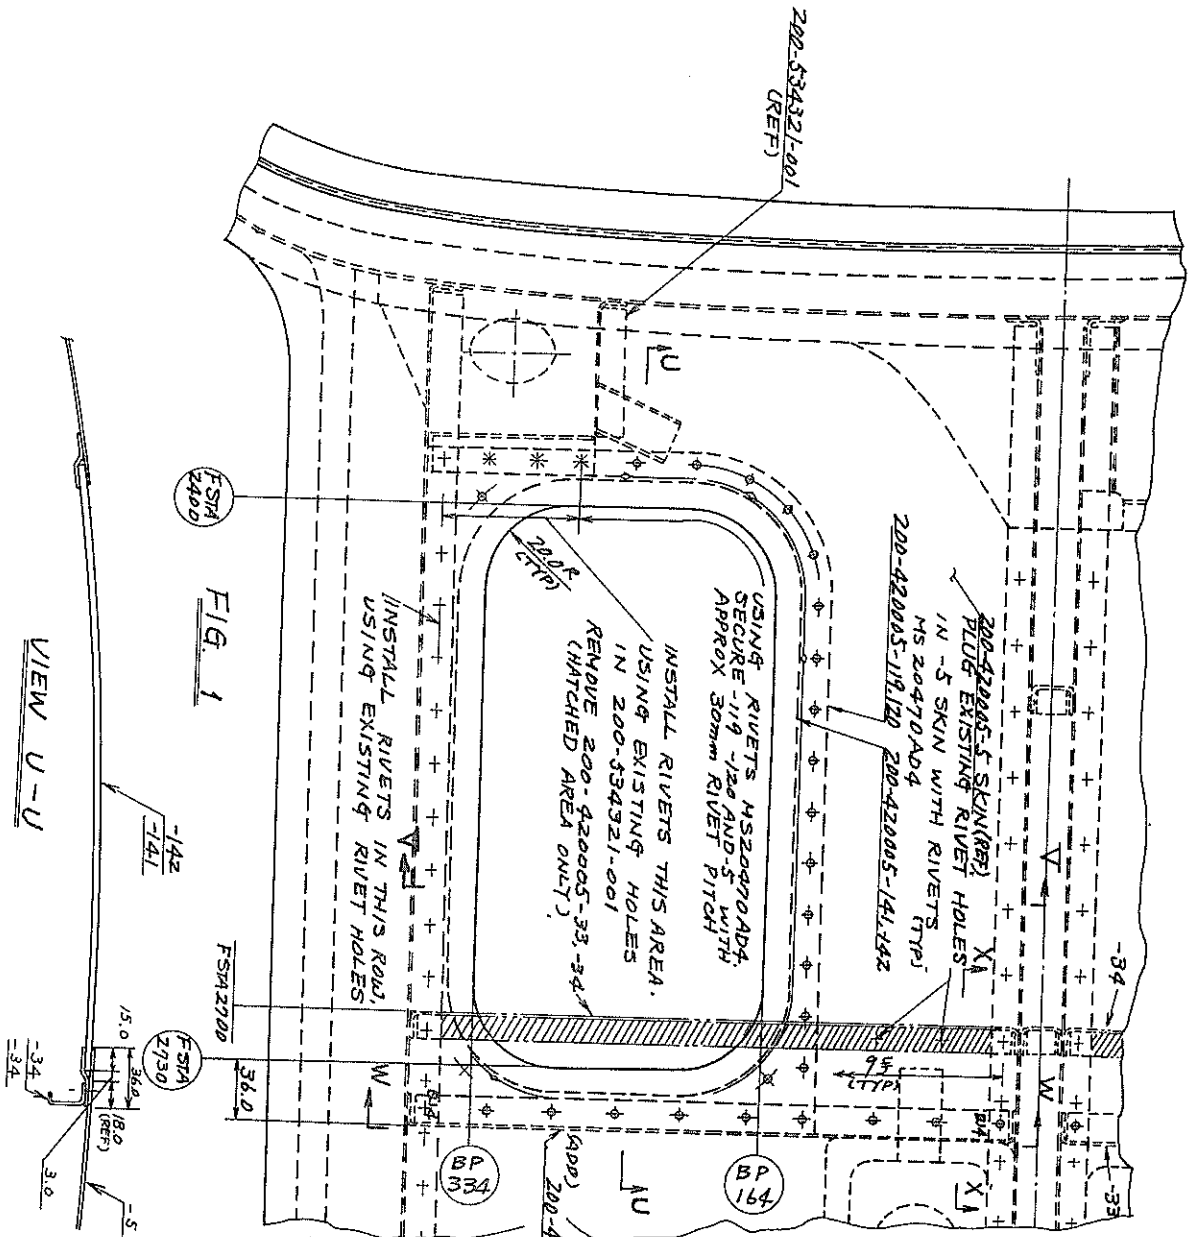 200-534321-001
(REF)
U
200-420005-5 SKIN(REF)
PLUG EXISTING RIVET HOLES
IN -5 SKIN WITH RIVETS
MS 20470AD4
(TYP)
200-420005-119,120
200-420005-141,142
X
V
-34
USING RIVETS MS20470AD4.
SECURE -119 -120 AND -5 WITH
APPROX 30mm RIVET PITCH
INSTALL RIVETS THIS AREA.
USING EXISTING HOLES
IN 200-534321-001
REMOVE 200-420005-33,-34
(HATCHED AREA ONLY).
20.0R
(TYP)
INSTALL RIVETS IN THIS ROW,
USING EXISTING RIVET HOLES
V
FSTA
2400
FSTA2700
FSTA
2730
36.0
95
(TYP)
W
W
X
-33
BP
334
BP
164
U
(ADD)
200-4
FIG. 1
VIEW U-U
-142
-141
15.0
36.0
18.0
(REF)
3.0
-34
-34
-5